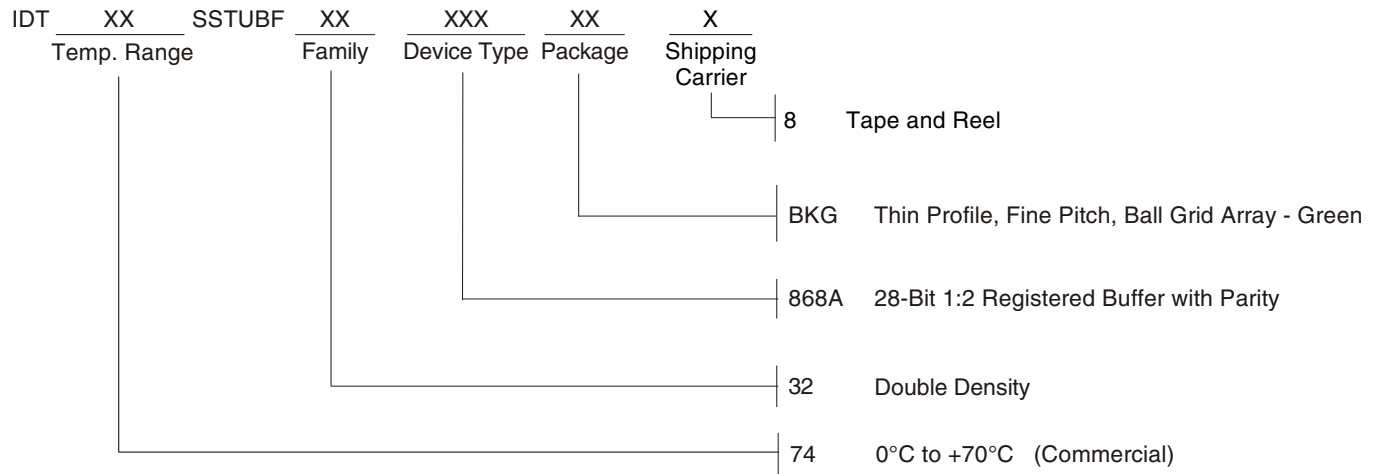 IDT XX SSTUBF XX XXX XX X
Temp. Range Family Device Type Package Shipping
Carrier
8 Tape and Reel
BKG Thin Profile, Fine Pitch, Ball Grid Array - Green
868A 28-Bit 1:2 Registered Buffer with Parity
32 Double Density
74 0°C to +70°C (Commercial)